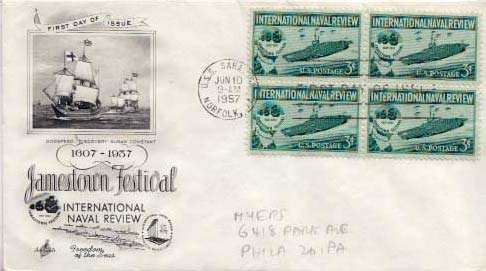 FIRST DAY OF ISSUE
GODSPEED DISCOVERY SUSAN CONSTANT
1607-1957
Jamestown Festival
INTERNATIONAL
NAVAL REVIEW
Freedom
of the Seas
U.S.S. SARA
JUN 10
9-AM
1957
NORFOLK,
INTERNATIONAL NAVAL REVIEW
U.S. POSTAGE 3¢
INTERNATIONAL NAVAL REVIEW
U.S. POSTAGE 3¢
INTERNATIONAL NAVAL REVIEW
U.S. POSTAGE 3¢
INTERNATIONAL NAVAL REVIEW
U.S. POSTAGE 3¢
MYERS
6418 PARK AVE
PHILA 26 PA